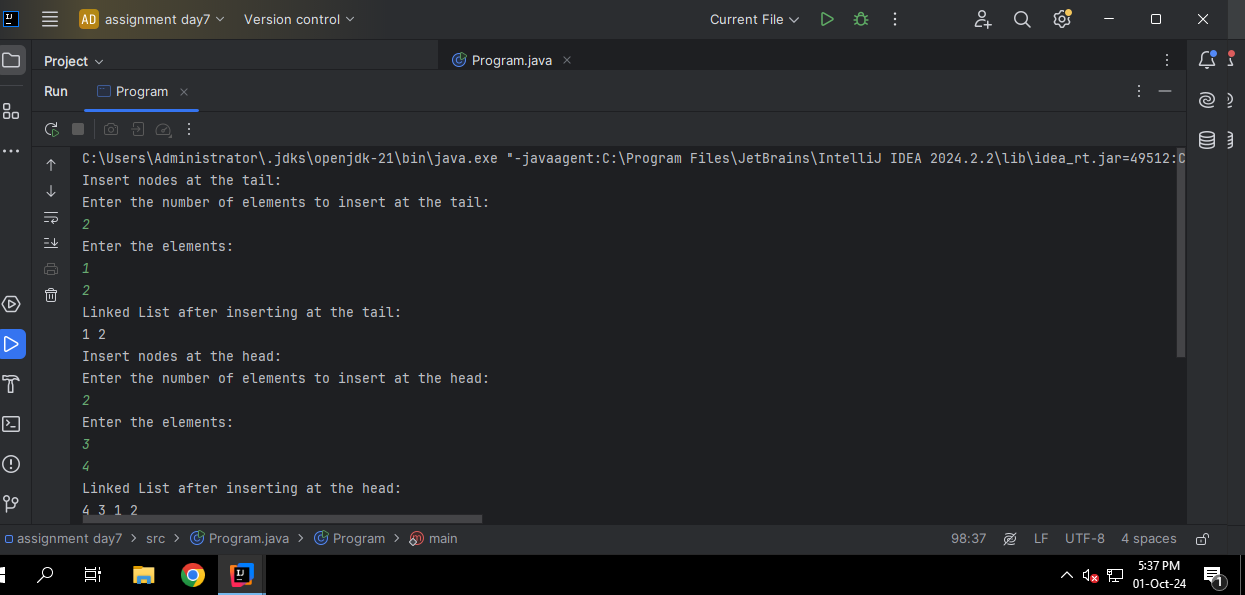 AD assignment day7 Version control Current File
Project Program.java
Run Program
C:\Users\Administrator\.jdks\openjdk-21\bin\java.exe "-javaagent:C:\Program Files\JetBrains\IntelliJ IDEA 2024.2.2\lib\idea_rt.jar=49512:C
Insert nodes at the tail:
Enter the number of elements to insert at the tail:
2
Enter the elements:
1
2
Linked List after inserting at the tail:
1 2
Insert nodes at the head:
Enter the number of elements to insert at the head:
2
Enter the elements:
3
4
Linked List after inserting at the head:
4 3 1 2
assignment day7 > src > Program.java > Program > main 98:37 LF UTF-8 4 spaces
5:37 PM
01-Oct-24
1